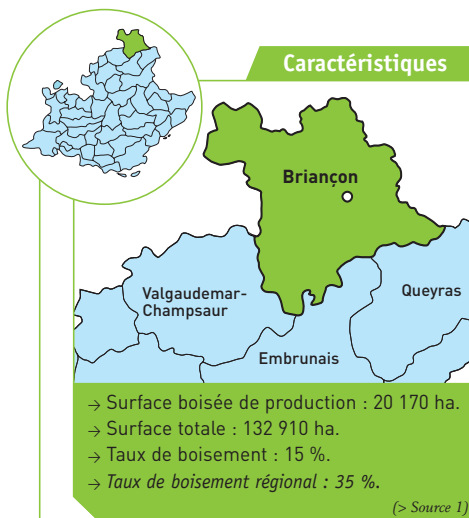 Caractéristiques
Briançon
Valgaudemar-
Champsaur
Queyras
Embrunais
→ Surface boisée de production : 20 170 ha.
→ Surface totale : 132 910 ha.
→ Taux de boisement : 15 %.
→ Taux de boisement régional : 35 %.
(> Source 1)